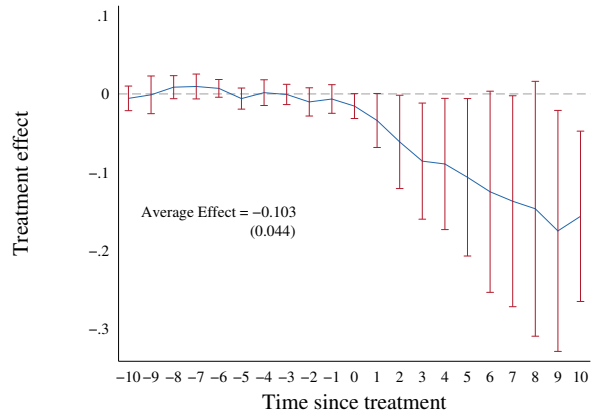 .1
0
−.1
−.2
−.3
Treatment effect
Average Effect = −0.103
(0.044)
−10 −9 −8 −7 −6 −5 −4 −3 −2 −1 0 1 2 3 4 5 6 7 8 9 10
Time since treatment